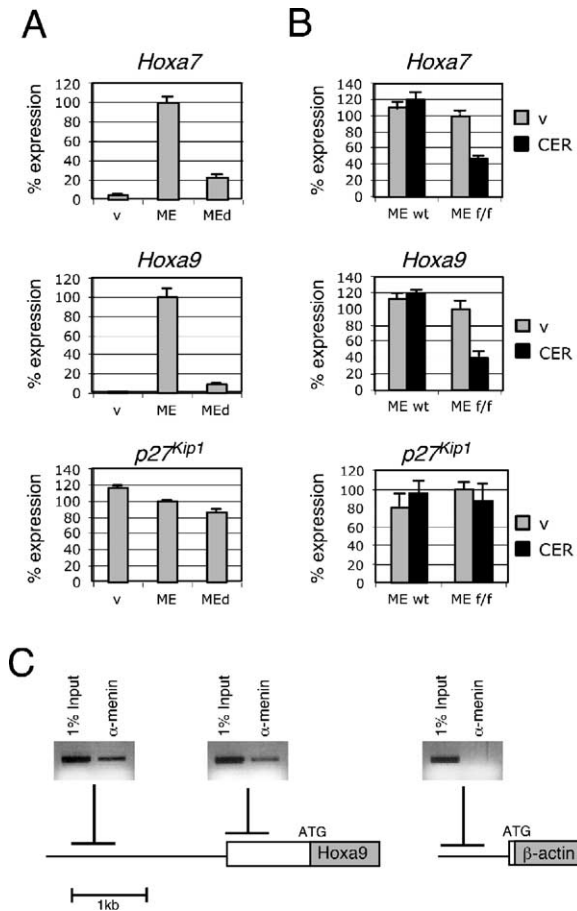 A
Hoxa7
% expression
120
100
80
60
40
20
0
v ME MEd
Hoxa9
% expression
120
100
80
60
40
20
0
v ME MEd
p27Kip1
% expression
120
100
80
60
40
20
0
v ME MEd
B
Hoxa7
% expression
140
120
100
80
60
40
20
0
ME wt ME f/f
v
CER
Hoxa9
% expression
140
120
100
80
60
40
20
0
ME wt ME f/f
v
CER
p27Kip1
% expression
120
100
80
60
40
20
0
ME wt ME f/f
v
CER
C
1% Input
α-menin
1% Input
α-menin
1% Input
α-menin
ATG
Hoxa9
ATG
β-actin
1kb